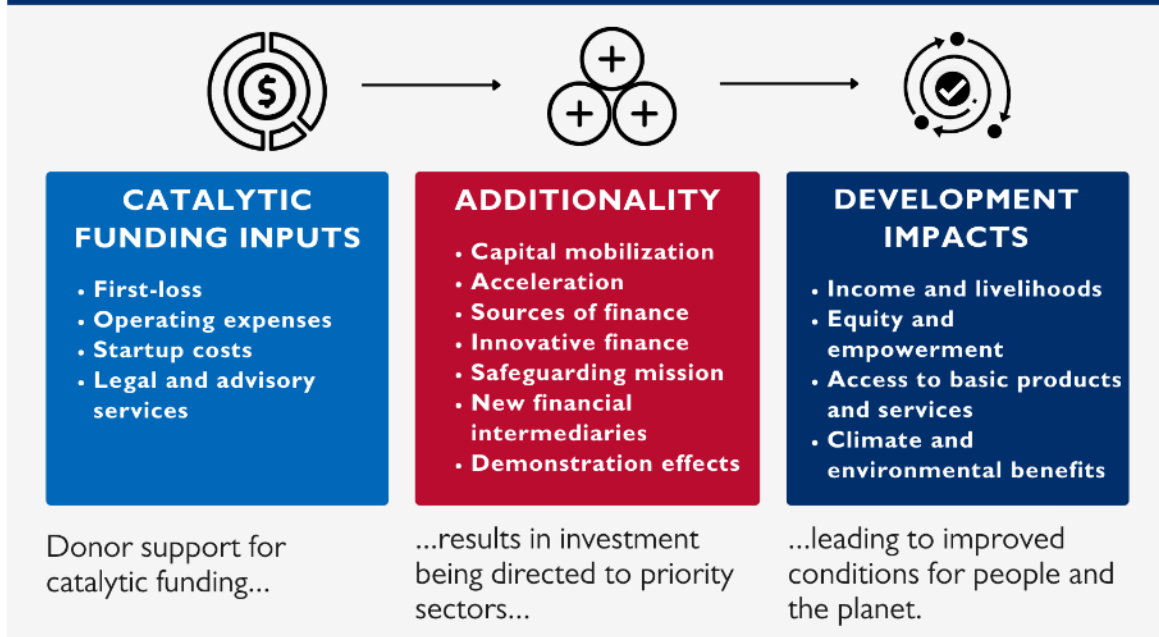 $
CATALYTIC
FUNDING INPUTS
• First-loss
• Operating expenses
• Startup costs
• Legal and advisory
services
Donor support for
catalytic funding...
ADDITIONALITY
• Capital mobilization
• Acceleration
• Sources of finance
• Innovative finance
• Safeguarding mission
• New financial
intermediaries
• Demonstration effects
...results in investment
being directed to priority
sectors...
DEVELOPMENT
IMPACTS
• Income and livelihoods
• Equity and
empowerment
• Access to basic products
and services
• Climate and
environmental benefits
...leading to improved
conditions for people and
the planet.